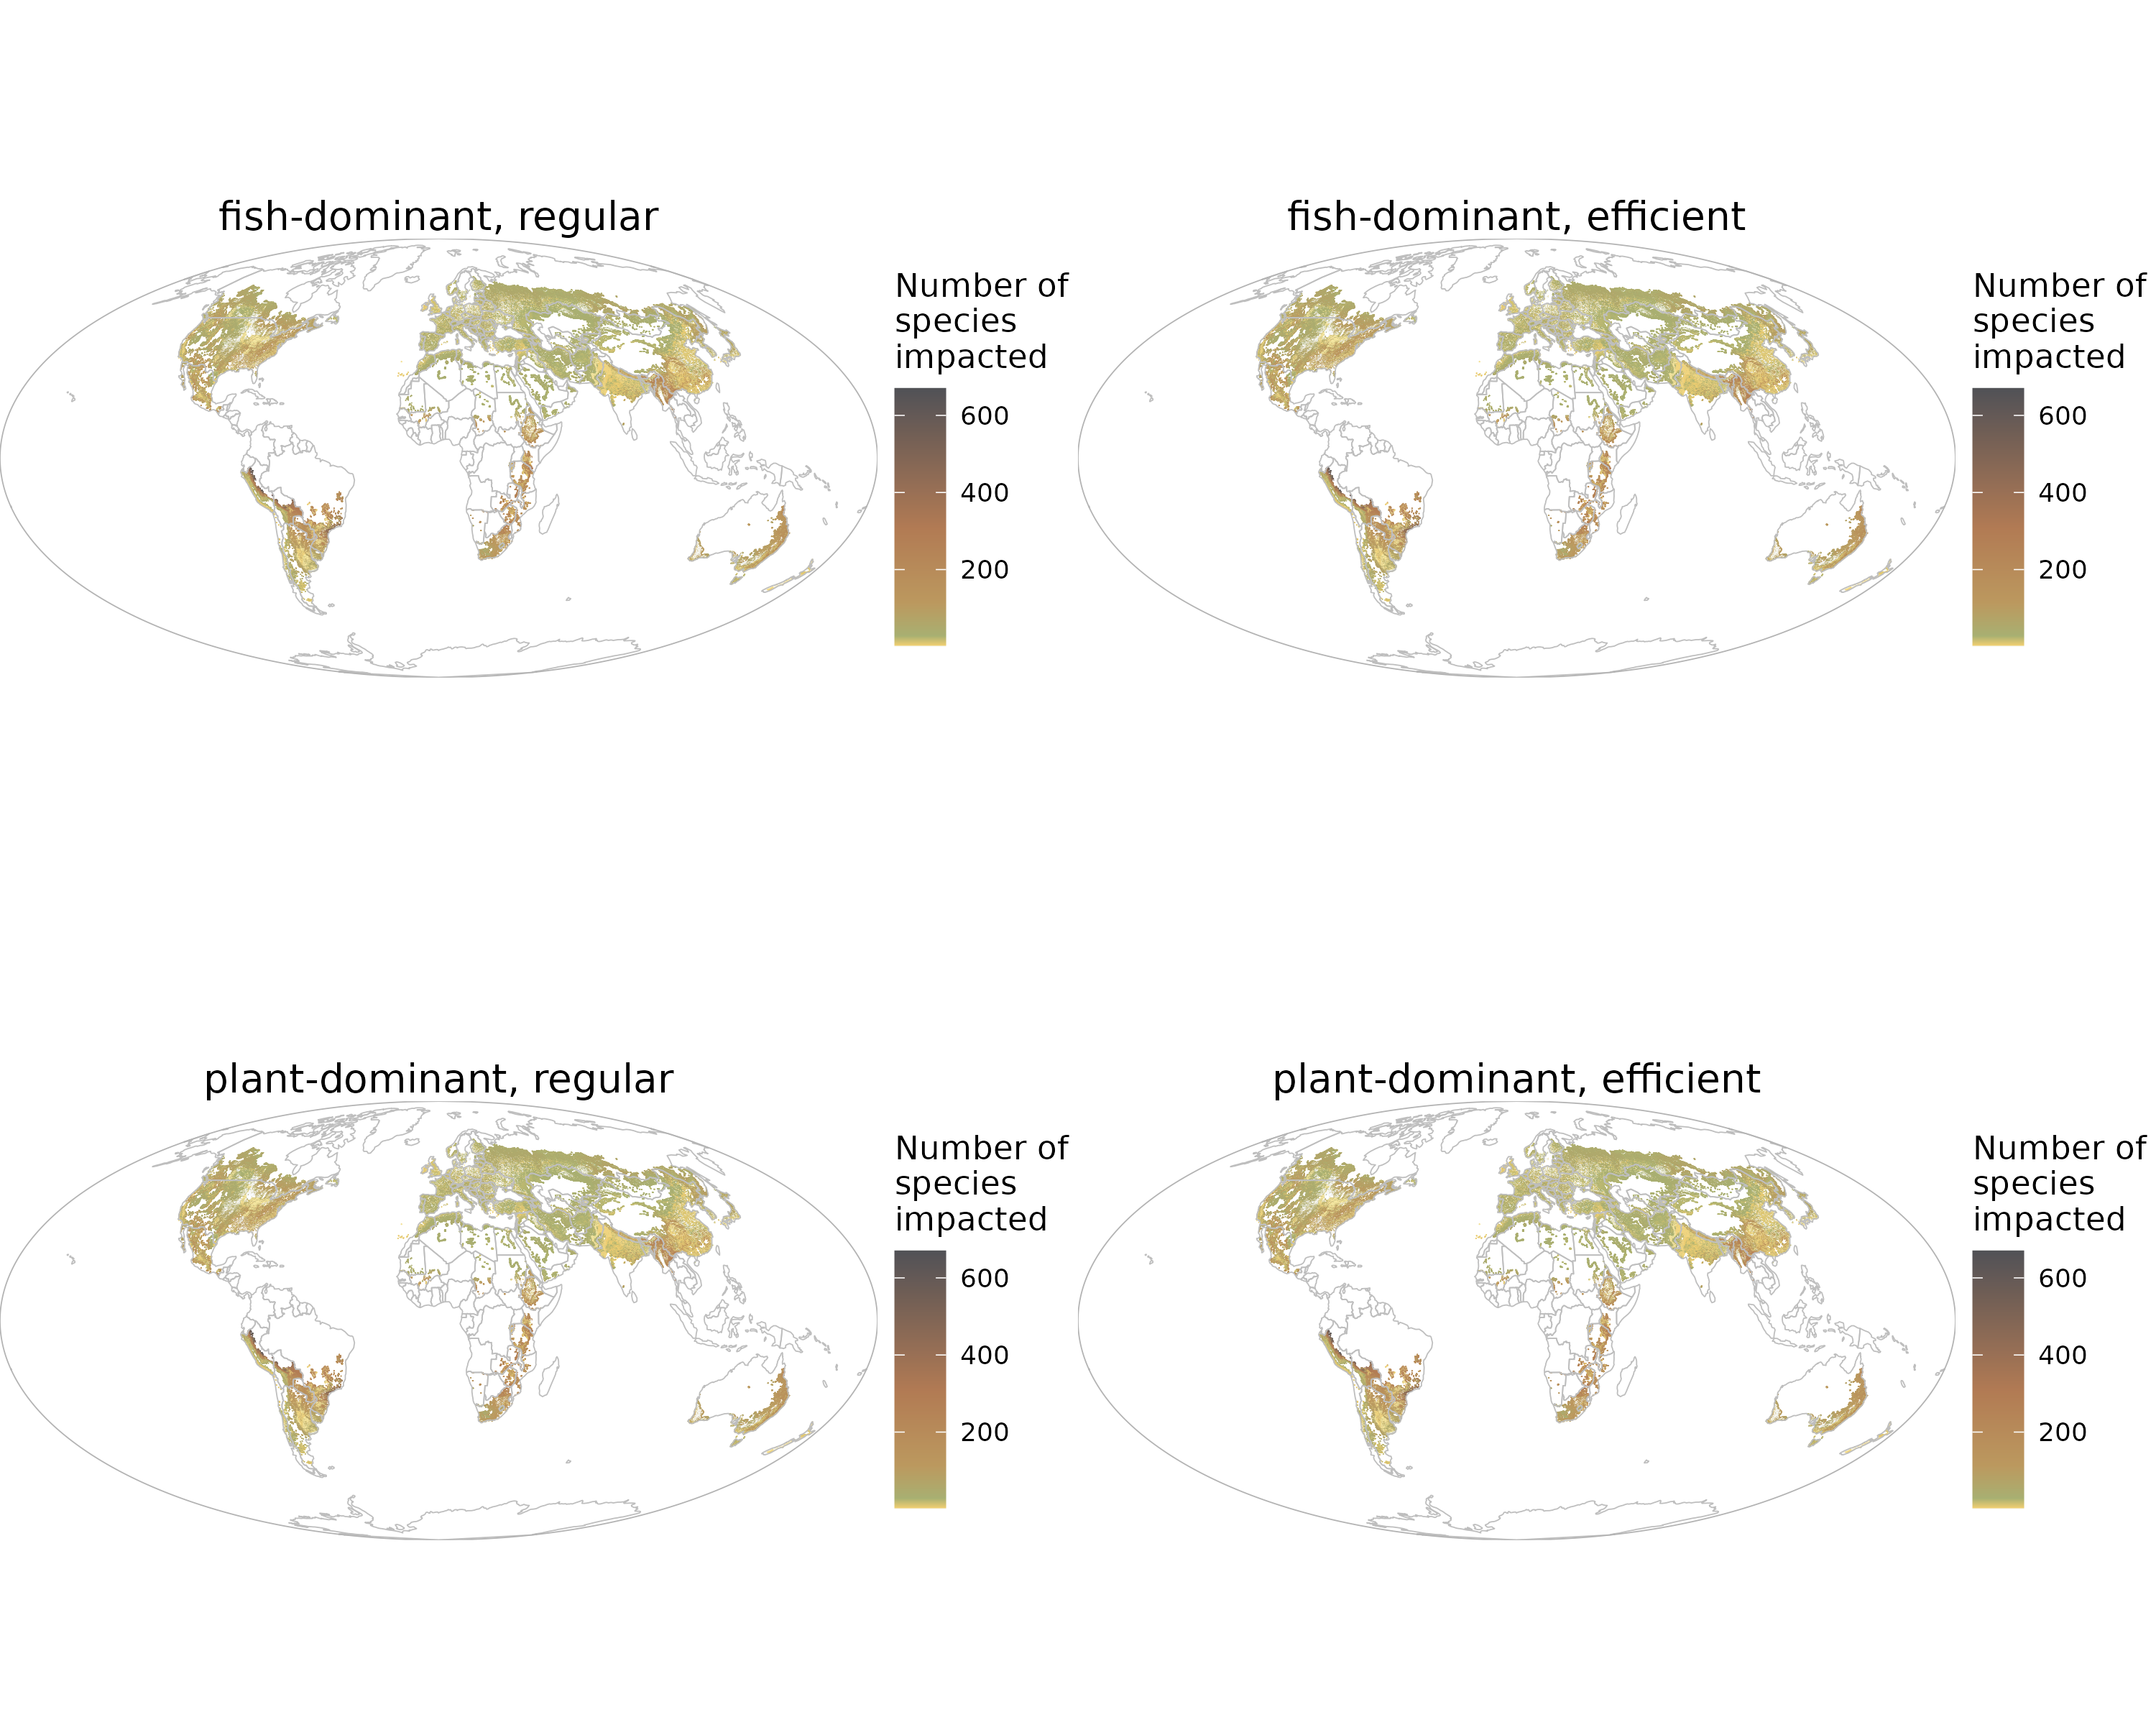 fish-dominant, regular
Number of
species
impacted
600
400
200
fish-dominant, efficient
Number of
species
impacted
600
400
200
plant-dominant, regular
Number of
species
impacted
600
400
200
plant-dominant, efficient
Number of
species
impacted
600
400
200